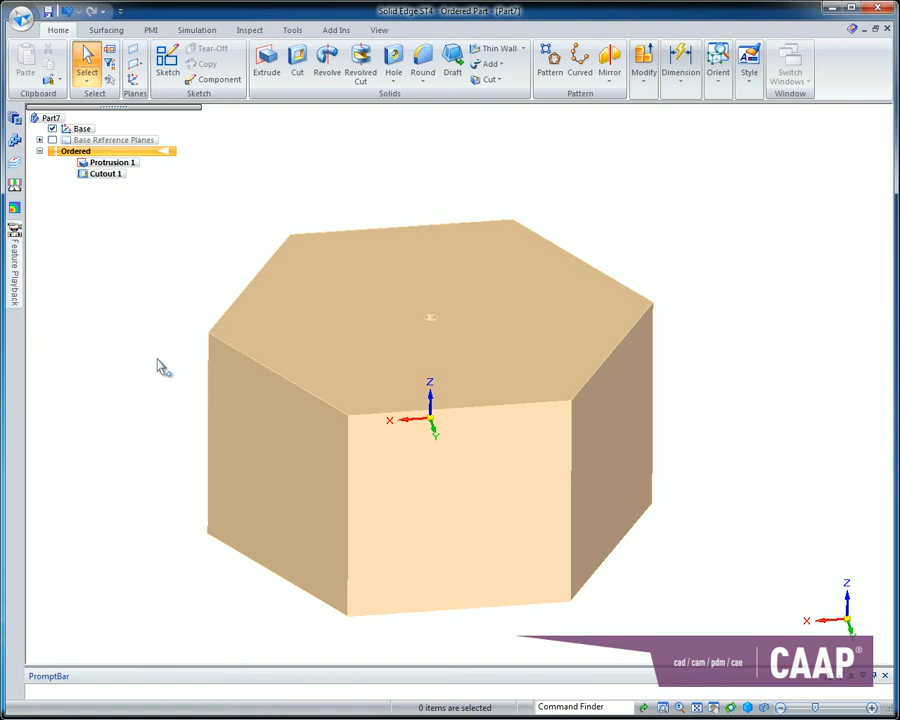 Solid Edge ST4 - Ordered Part - [Part7]
Home Surfacing PMI Simulation Inspect Tools Add Ins View
Paste
Clipboard
Select
Select
Planes
Tear-Off
Sketch
Copy
Component
Sketch
Extrude
Cut
Revolve
Revolved
Cut
Hole
Round
Draft
Thin Wall
Add
Cut
Solids
Pattern
Curved
Mirror
Pattern
Modify
Dimension
Orient
Style
Switch
Windows
Window
Part7
Base
Base Reference Planes
Ordered
Protrusion 1
Cutout 1
Feature Playback
Z
X
Y
Z
X
cad / cam / pdm / cae
CAAP®
PromptBar
0 items are selected
Command Finder